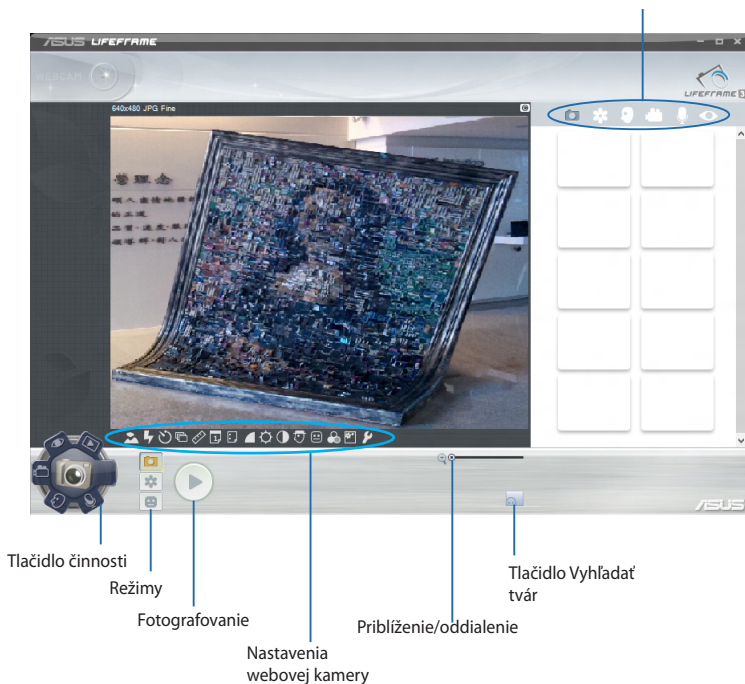 ASUS LIFEFRAME
WEBCAM
LIFEFRAME 3
640x480 JPG Fine
ASUS
Tlačidlo činnosti
Režimy
Fotografovanie
Nastavenia
webovej kamery
Priblíženie/oddialenie
Tlačidlo Vyhľadať
tvár